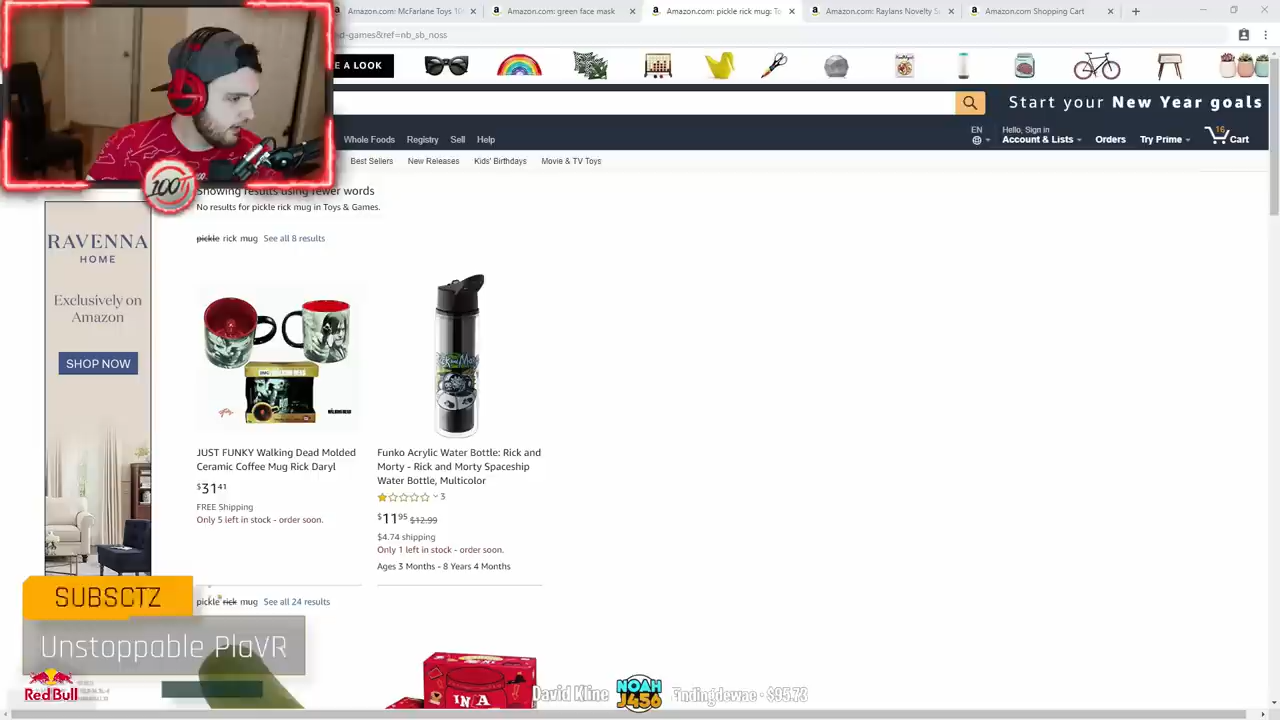 Amazon.com: McFarlane Toys 10
Amazon.com: green face mask
Amazon.com: pickle rick mug: To
Amazon.com: Raylans Novelty S
Amazon.com Shopping Cart
d-games&ref=nb_sb_noss
E A LOOK
Start your New Year goals
Whole Foods
Registry
Sell
Help
EN
Hello, Sign in
Account & Lists
Orders
Try Prime
16
Cart
Best Sellers
New Releases
Kids' Birthdays
Movie & TV Toys
100T
Showing results using fewer words
No results for pickle rick mug in Toys & Games.
pickle rick mug See all 8 results
RAVENNA
HOME
Exclusively on
Amazon
SHOP NOW
JUST FUNKY Walking Dead Molded
Ceramic Coffee Mug Rick Daryl
$31.41
FREE Shipping
Only 5 left in stock - order soon.
Funko Acrylic Water Bottle: Rick and
Morty - Rick and Morty Spaceship
Water Bottle, Multicolor
3
$11.95 $12.99
$4.74 shipping
Only 1 left in stock - order soon.
Ages 3 Months - 8 Years 4 Months
pickle rick mug See all 24 results
SUBSCTZ
Unstoppable PlaVR
Red Bull
IN A
David Kline
NOAH
J456